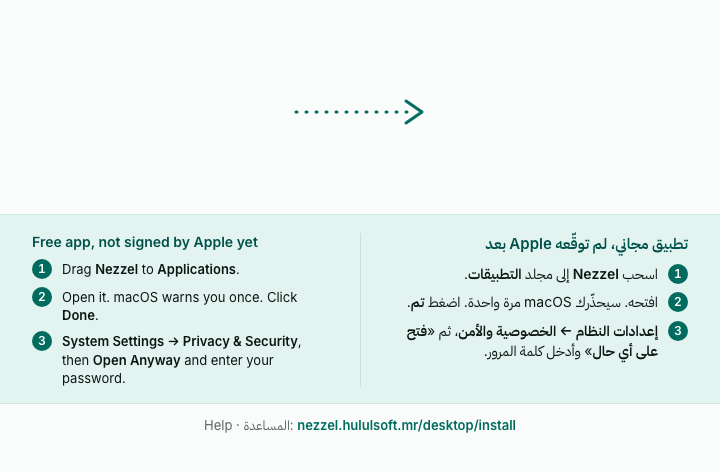 Free app, not signed by Apple yet
1 Drag Nezzel to Applications.
2 Open it. macOS warns you once. Click
Done.
3 System Settings → Privacy & Security,
then Open Anyway and enter your
password.
تطبيق مجاني، لم توقّعه Apple بعد
1 اسحب Nezzel إلى مجلد التطبيقات.
2 افتحه. سيحذّرك macOS مرة واحدة. اضغط تم.
3 إعدادات النظام ← الخصوصية والأمن، ثم «فتح
على أي حال» وأدخل كلمة المرور.
Help · المساعدة: nezzel.hululsoft.mr/desktop/install